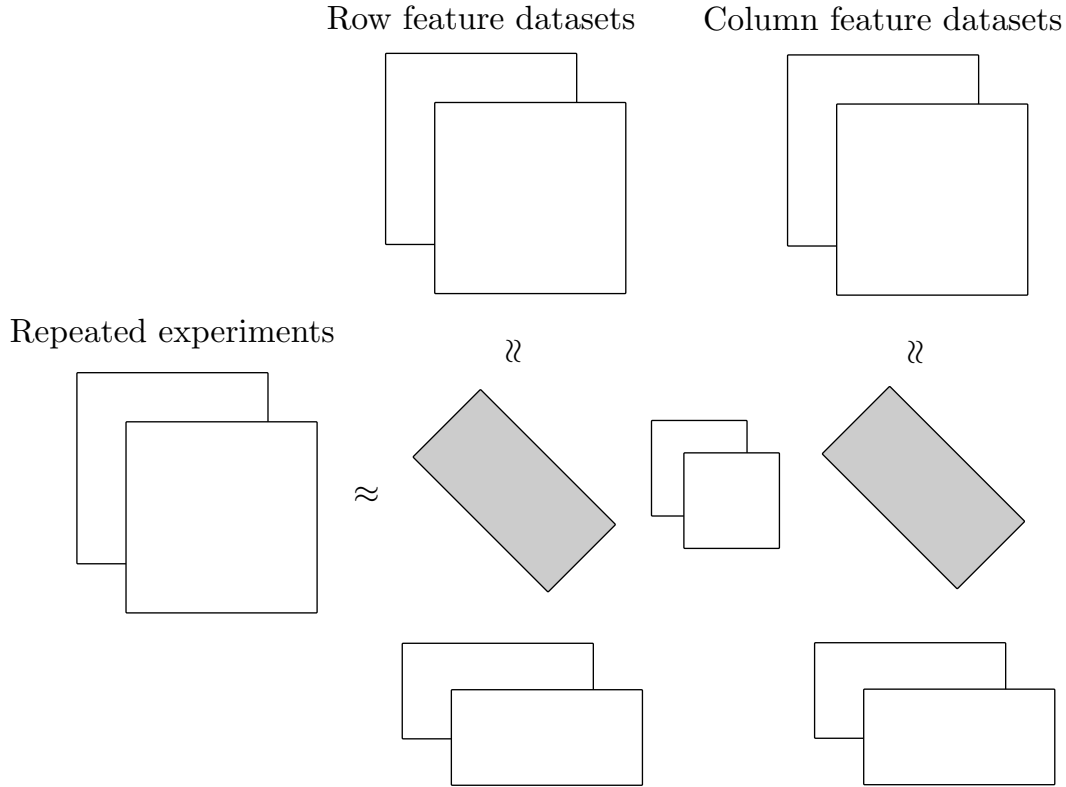 Row feature datasets
Column feature datasets
Repeated experiments
≈
≈
≈